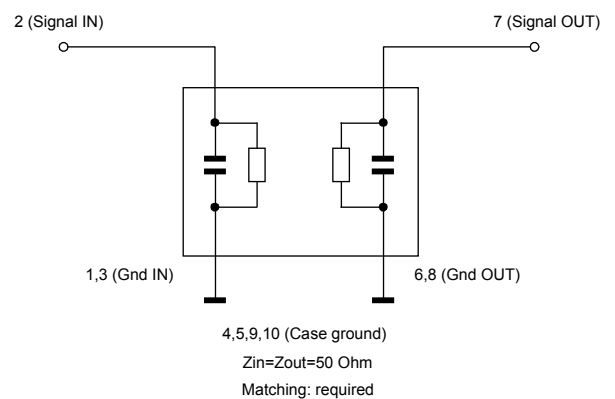 2 (Signal IN)
7 (Signal OUT)
1,3 (Gnd IN)
6,8 (Gnd OUT)
4,5,9,10 (Case ground)
Zin=Zout=50 Ohm
Matching: required